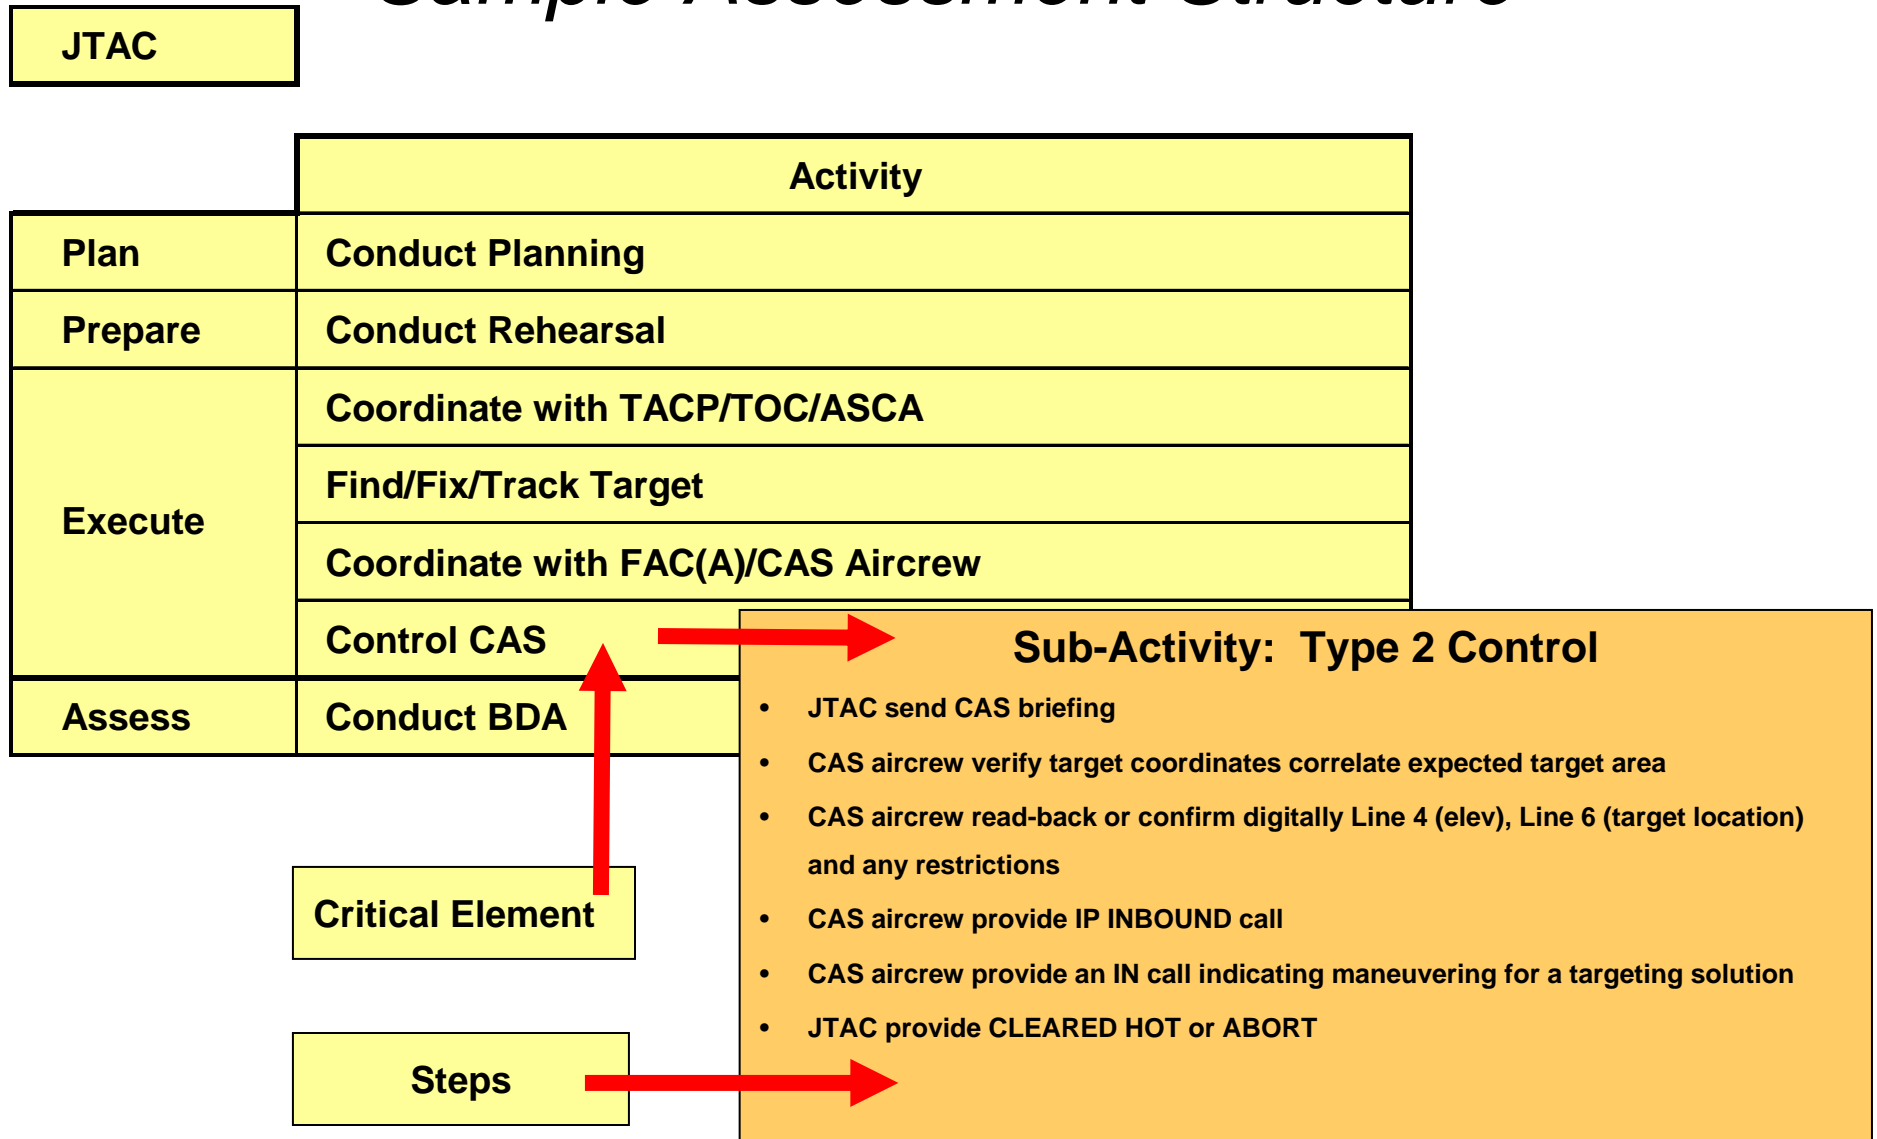 Sample Assessment Structure
JTAC
Activity
Plan
Conduct Planning
Prepare
Conduct Rehearsal
Execute
Coordinate with TACP/TOC/ASCA
Find/Fix/Track Target
Coordinate with FAC(A)/CAS Aircrew
Control CAS
Assess
Conduct BDA
Sub-Activity: Type 2 Control
• JTAC send CAS briefing
• CAS aircrew verify target coordinates correlate expected target area
• CAS aircrew read-back or confirm digitally Line 4 (elev), Line 6 (target location)
and any restrictions
• CAS aircrew provide IP INBOUND call
• CAS aircrew provide an IN call indicating maneuvering for a targeting solution
• JTAC provide CLEARED HOT or ABORT
Critical Element
Steps